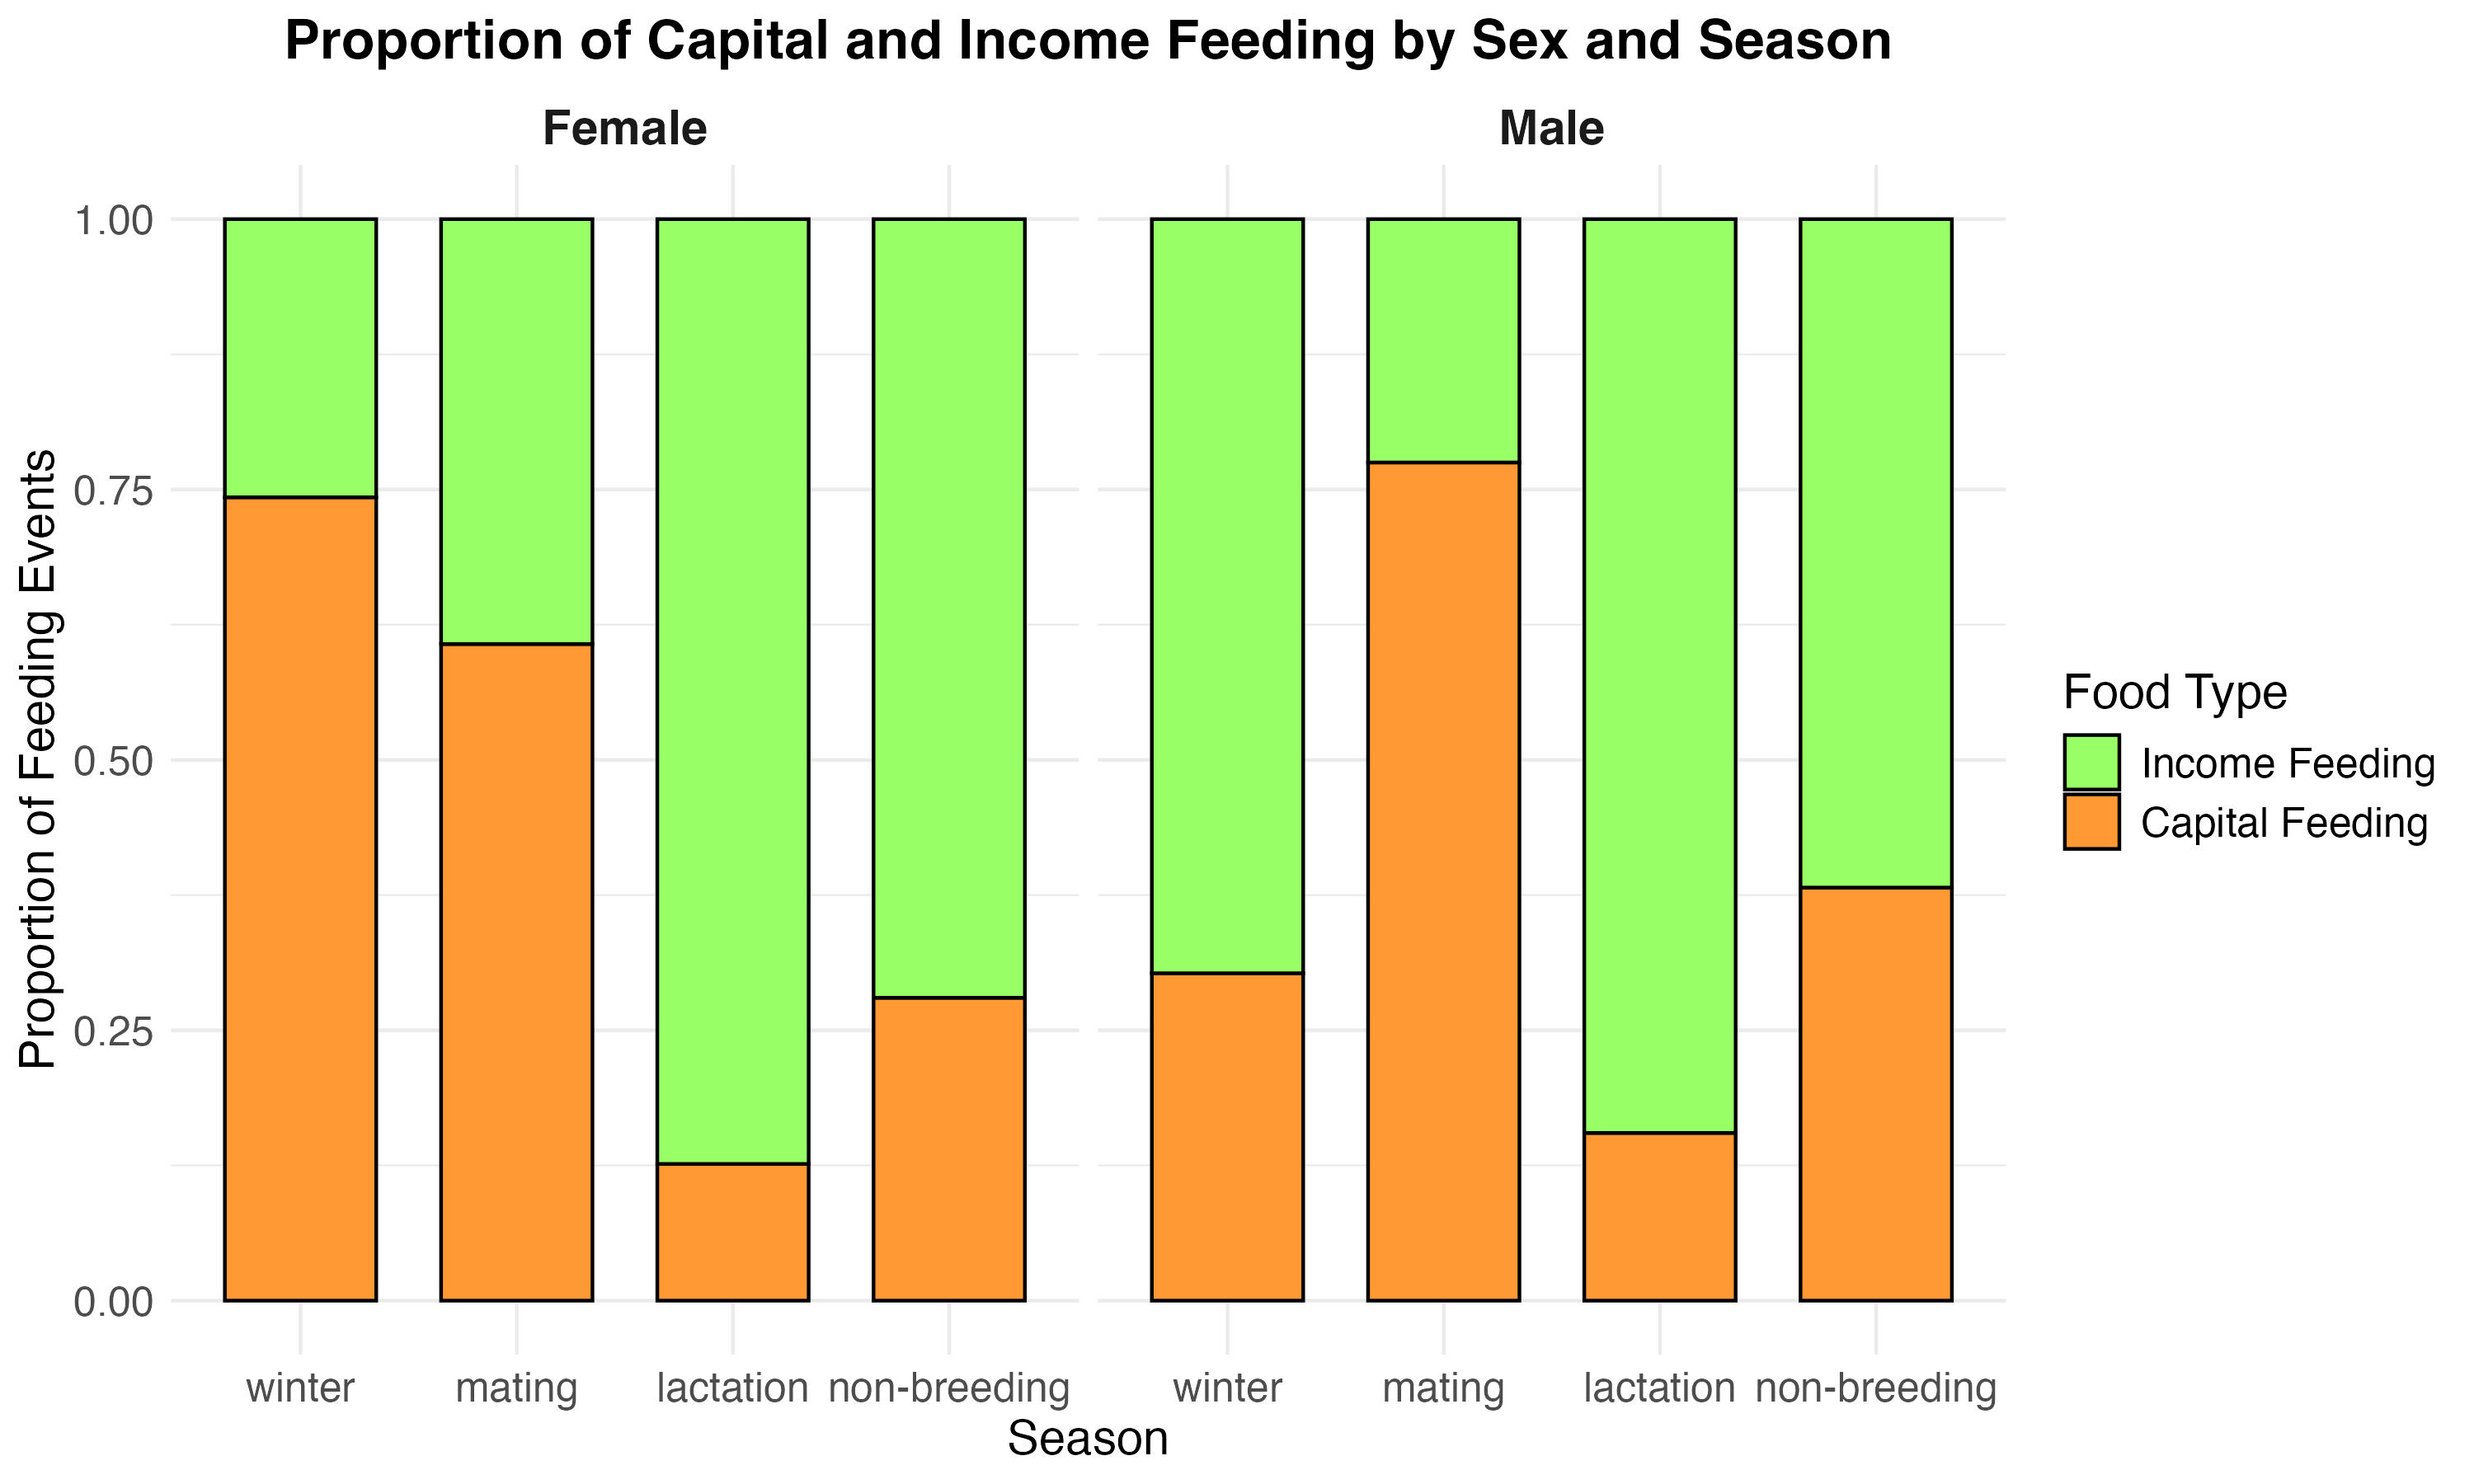 Proportion of Capital and Income Feeding by Sex and Season
Female
Male
Proportion of Feeding Events
1.00
0.75
0.50
0.25
0.00
winter
mating
lactation
non-breeding
winter
mating
lactation
non-breeding
Season
Food Type
Income Feeding
Capital Feeding